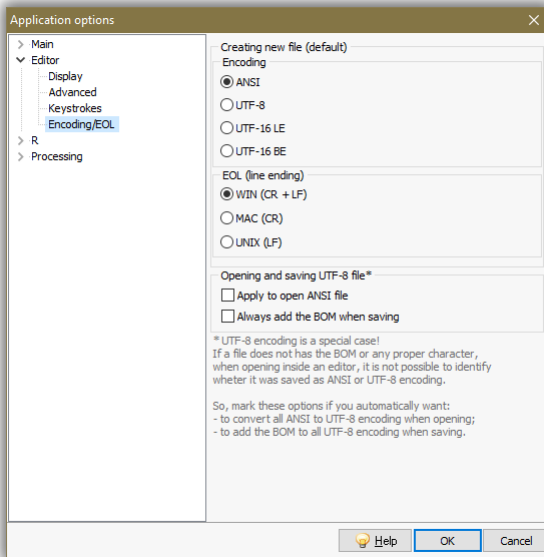 Application options
Main
Editor
Display
Advanced
Keystrokes
Encoding/EOL
R
Processing
Creating new file (default)
Encoding
ANSI
UTF-8
UTF-16 LE
UTF-16 BE
EOL (line ending)
WIN (CR + LF)
MAC (CR)
UNIX (LF)
Opening and saving UTF-8 file*
Apply to open ANSI file
Always add the BOM when saving
* UTF-8 encoding is a special case!
If a file does not has the BOM or any proper character,
when opening inside an editor, it is not possible to identify
wheter it was saved as ANSI or UTF-8 encoding.
So, mark these options if you automatically want:
- to convert all ANSI to UTF-8 encoding when opening;
- to add the BOM to all UTF-8 encoding when saving.
Help
OK
Cancel